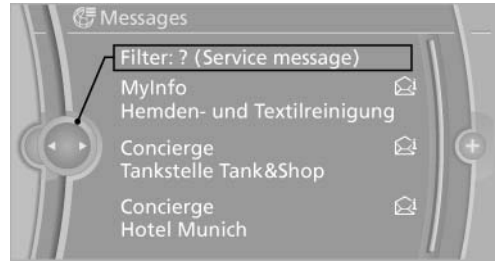 Messages
Filter: ? (Service message)
MyInfo
Hemden- und Textilreinigung
Concierge
Tankstelle Tank&Shop
Concierge
Hotel Munich